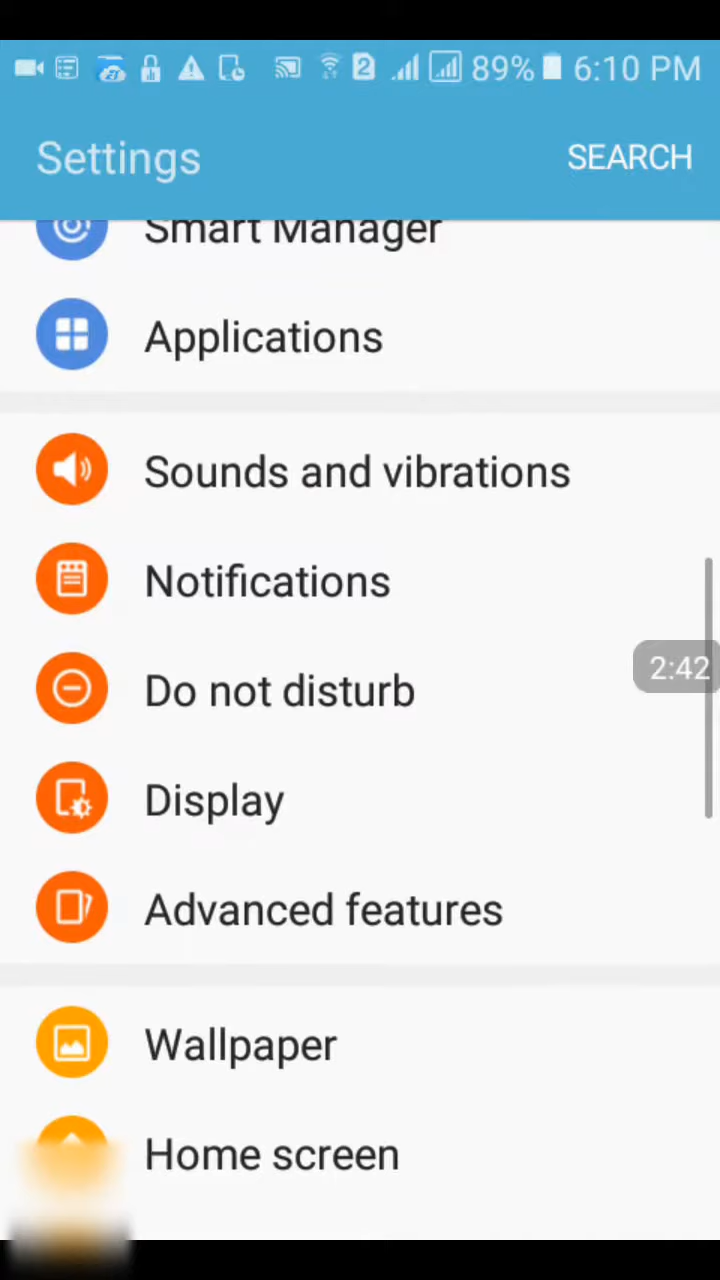 2 89% 6:10 PM
Settings SEARCH
Smart Manager
Applications
Sounds and vibrations
Notifications
2:42
Do not disturb
Display
Advanced features
Wallpaper
Home screen